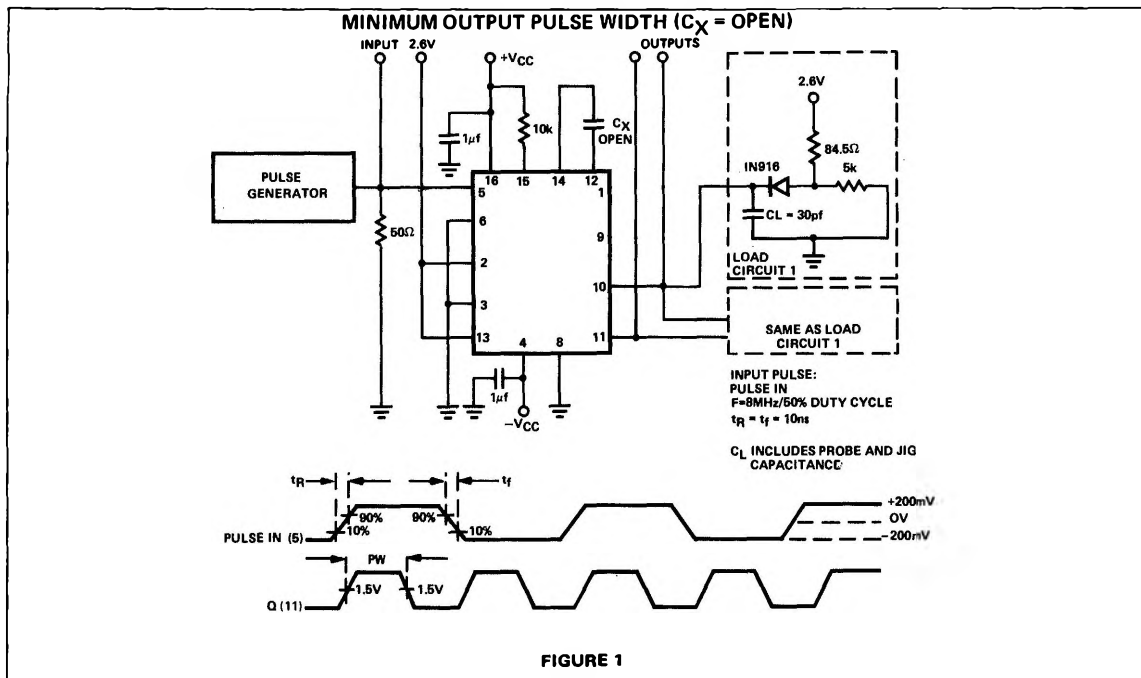 MINIMUM OUTPUT PULSE WIDTH (CX = OPEN)
INPUT 2.6V OUTPUTS
+VCC
1µf
10k
CX
OPEN
2.6V
84.5Ω
IN916
5k
CL = 30pf
LOAD
CIRCUIT 1
PULSE
GENERATOR
50Ω
16 15 14 12
5 1
6
9
2
10
3
13 11
4 8
1µf
-VCC
SAME AS LOAD
CIRCUIT 1
INPUT PULSE:
PULSE IN
F=8MHz/50% DUTY CYCLE
tR = tf = 10ns
CL INCLUDES PROBE AND JIG
CAPACITANCE
tR tf
90% 90%
10% 10%
PULSE IN (5)
+200mV
OV
-200mV
PW
1.5V 1.5V
Q (11)
FIGURE 1